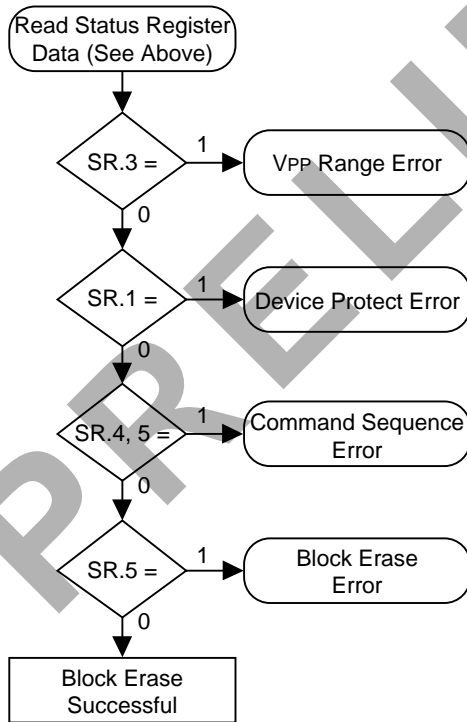 Read Status Register
Data (See Above)
SR.3 =
1
VPP Range Error
0
SR.1 =
1
Device Protect Error
0
SR.4, 5 =
1
Command Sequence
Error
0
SR.5 =
1
Block Erase
Error
0
Block Erase
Successful
PREL